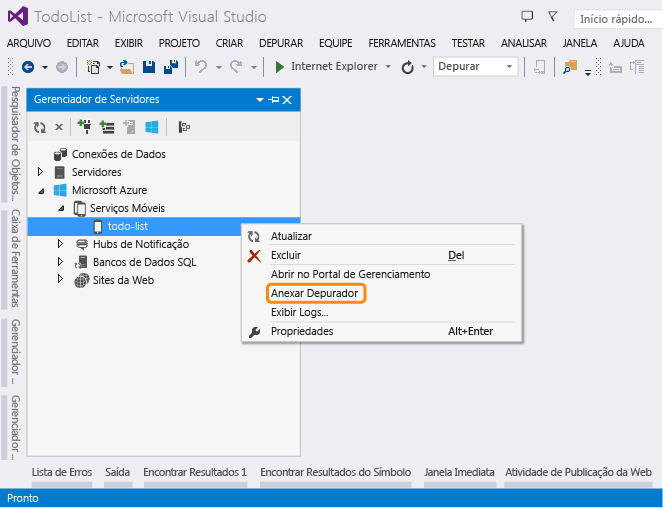 TodoList - Microsoft Visual Studio
Início rápido...
ARQUIVO EDITAR EXIBIR PROJETO CRIAR DEPURAR EQUIPE FERRAMENTAS TESTAR ANALISAR JANELA AJUDA
Internet Explorer
Depurar
Pesquisador de Objetos...
Caixa de Ferramentas
Gerenciador ...
Gerenciador ...
Gerenciador de Servidores
Conexões de Dados
Servidores
Microsoft Azure
Serviços Móveis
todo-list
Hubs de Notificação
Bancos de Dados SQL
Sites da Web
Atualizar
Excluir Del
Abrir no Portal de Gerenciamento
Anexar Depurador
Exibir Logs...
Propriedades Alt+Enter
Lista de Erros Saída Encontrar Resultados 1 Encontrar Resultados do Símbolo Janela Imediata Atividade de Publicação da Web
Pronto